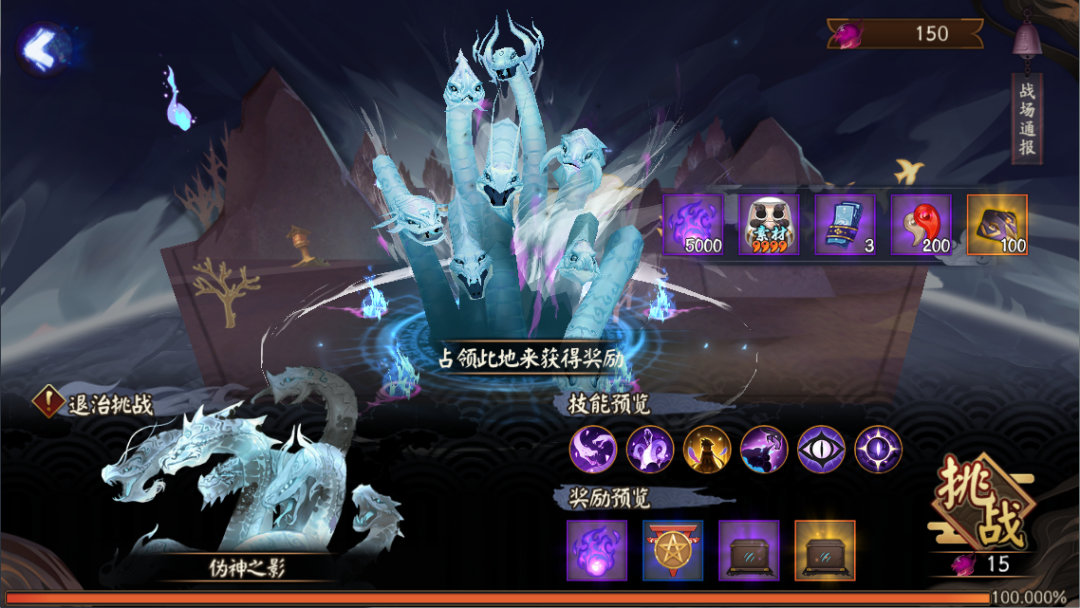 150
战场通报
5000
素材
9999
3
200
100
占领此地来获得奖励
退治挑战
技能预览
奖励预览
伪神之影
挑战
15
100.000%